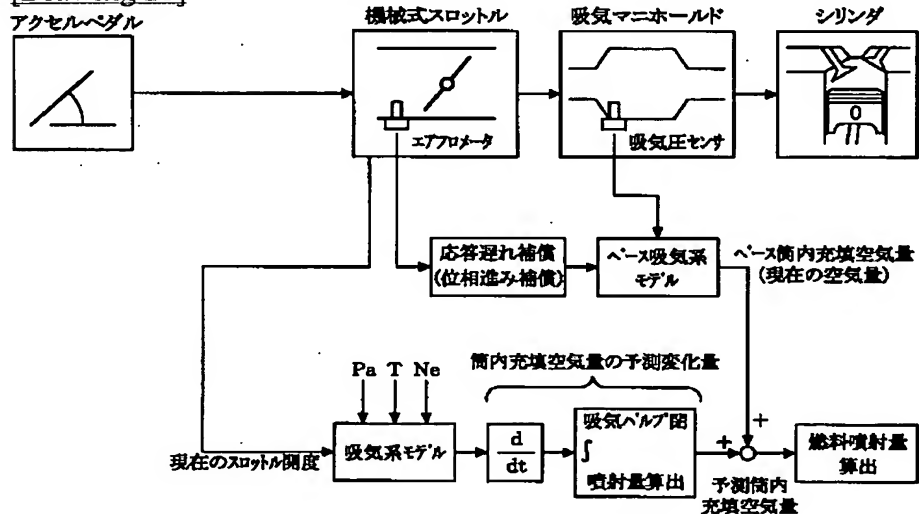 アクセルペダル
機械式スロットル
吸気マニホールド
シリンダ
エアフロメータ
吸気圧センサ
応答遅れ補償
(位相進み補償)
ベース吸気系
モデル
ベース筒内充填空気量
(現在の空気量)
筒内充填空気量の予測変化量
Pa T Ne
現在のスロットル開度
吸気系モデル
d
dt
吸気バルブ閉
∫
噴射量算出
+
+
予測筒内
充填空気量
燃料噴射量
算出